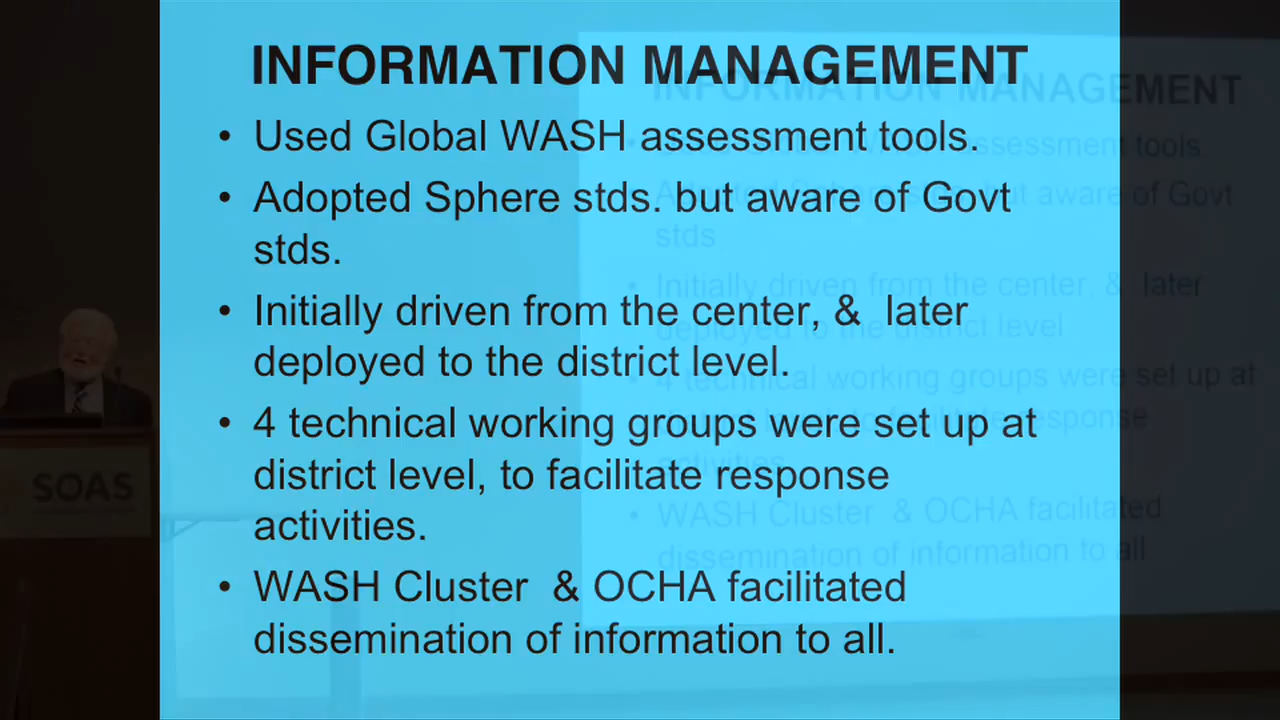 INFORMATION MANAGEMENT
• Used Global WASH assessment tools.
• Adopted Sphere stds. but aware of Govt
stds.
• Initially driven from the center, &  later
deployed to the district level.
• 4 technical working groups were set up at
district level, to facilitate response
activities.
• WASH Cluster  & OCHA facilitated
dissemination of information to all.
SOAS